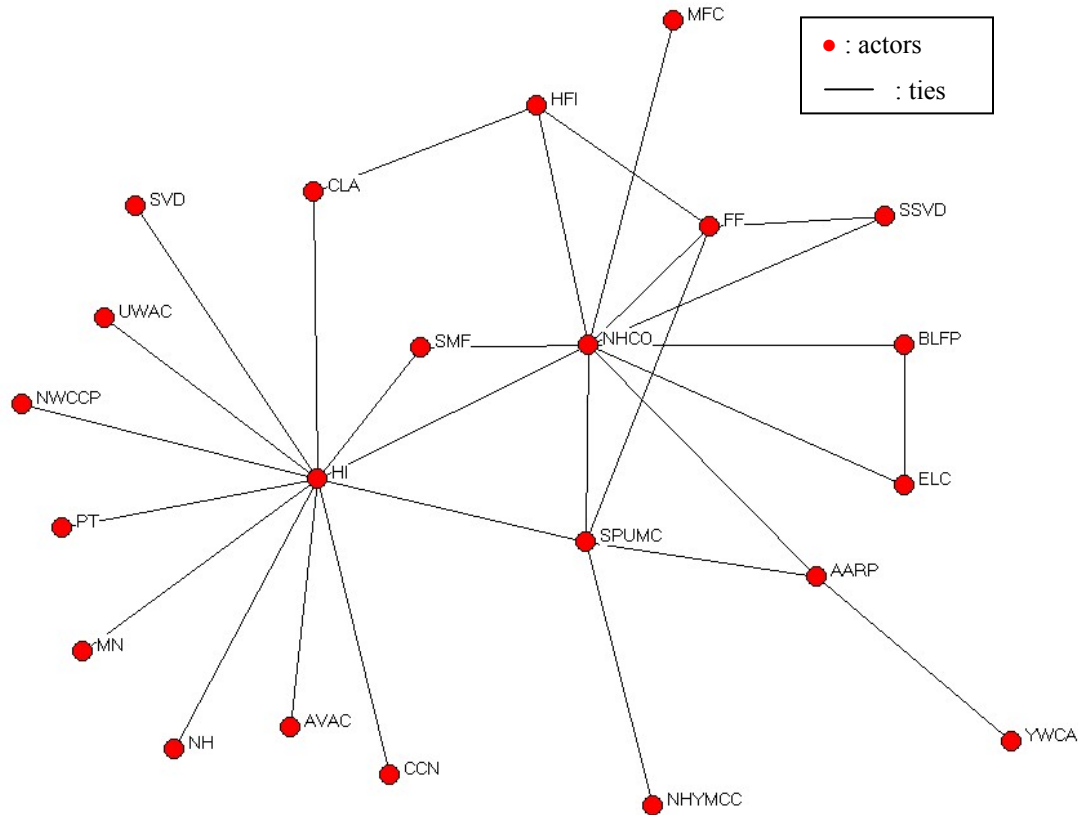 MFC
: actors
: ties
HFI
CLA
SVD
FF
SSVD
UWAC
SMF
NHCO
BLFP
NWCCP
HI
ELC
PT
SPUMC
AARP
MN
AVAC
NH
CCN
YWCA
NHYMCC